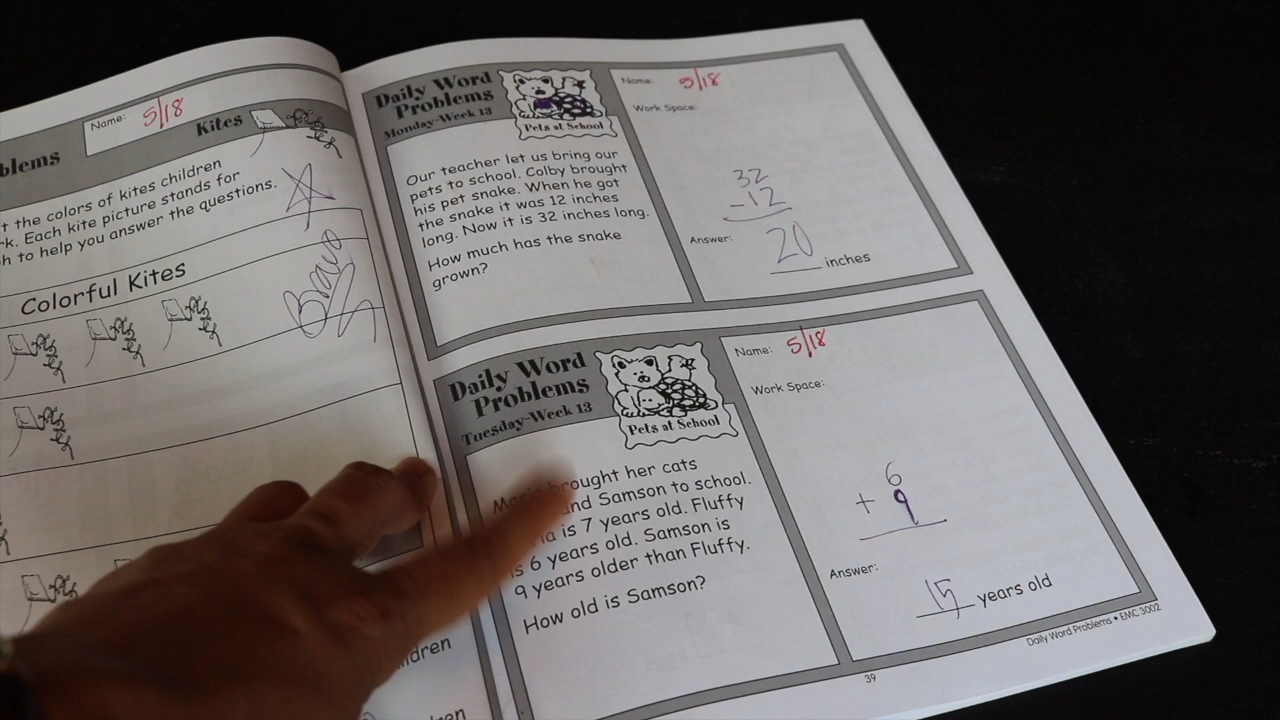 blems
Name: 5/18
Kites
t the colors of kites children
rk. Each kite picture stands for
h to help you answer the questions.
Colorful Kites
Bravo
ildren
dren
Daily Word
Problems
Monday-Week 13
Pets at School
Our teacher let us bring our
pets to school. Colby brought
his pet snake. When he got
the snake it was 12 inches
long. Now it is 32 inches long.
How much has the snake
grown?
Name: 5/18
Work Space:
32
-12
Answer:
20 inches
Daily Word
Problems
Tuesday-Week 13
Pets at School
brought her cats
and Samson to school.
is 7 years old. Fluffy
is 6 years old. Samson is
9 years older than Fluffy.
How old is Samson?
Name: 5/18
Work Space:
6
+ 9
Answer:
15 years old
Daily Word Problems • EMC 3002
39